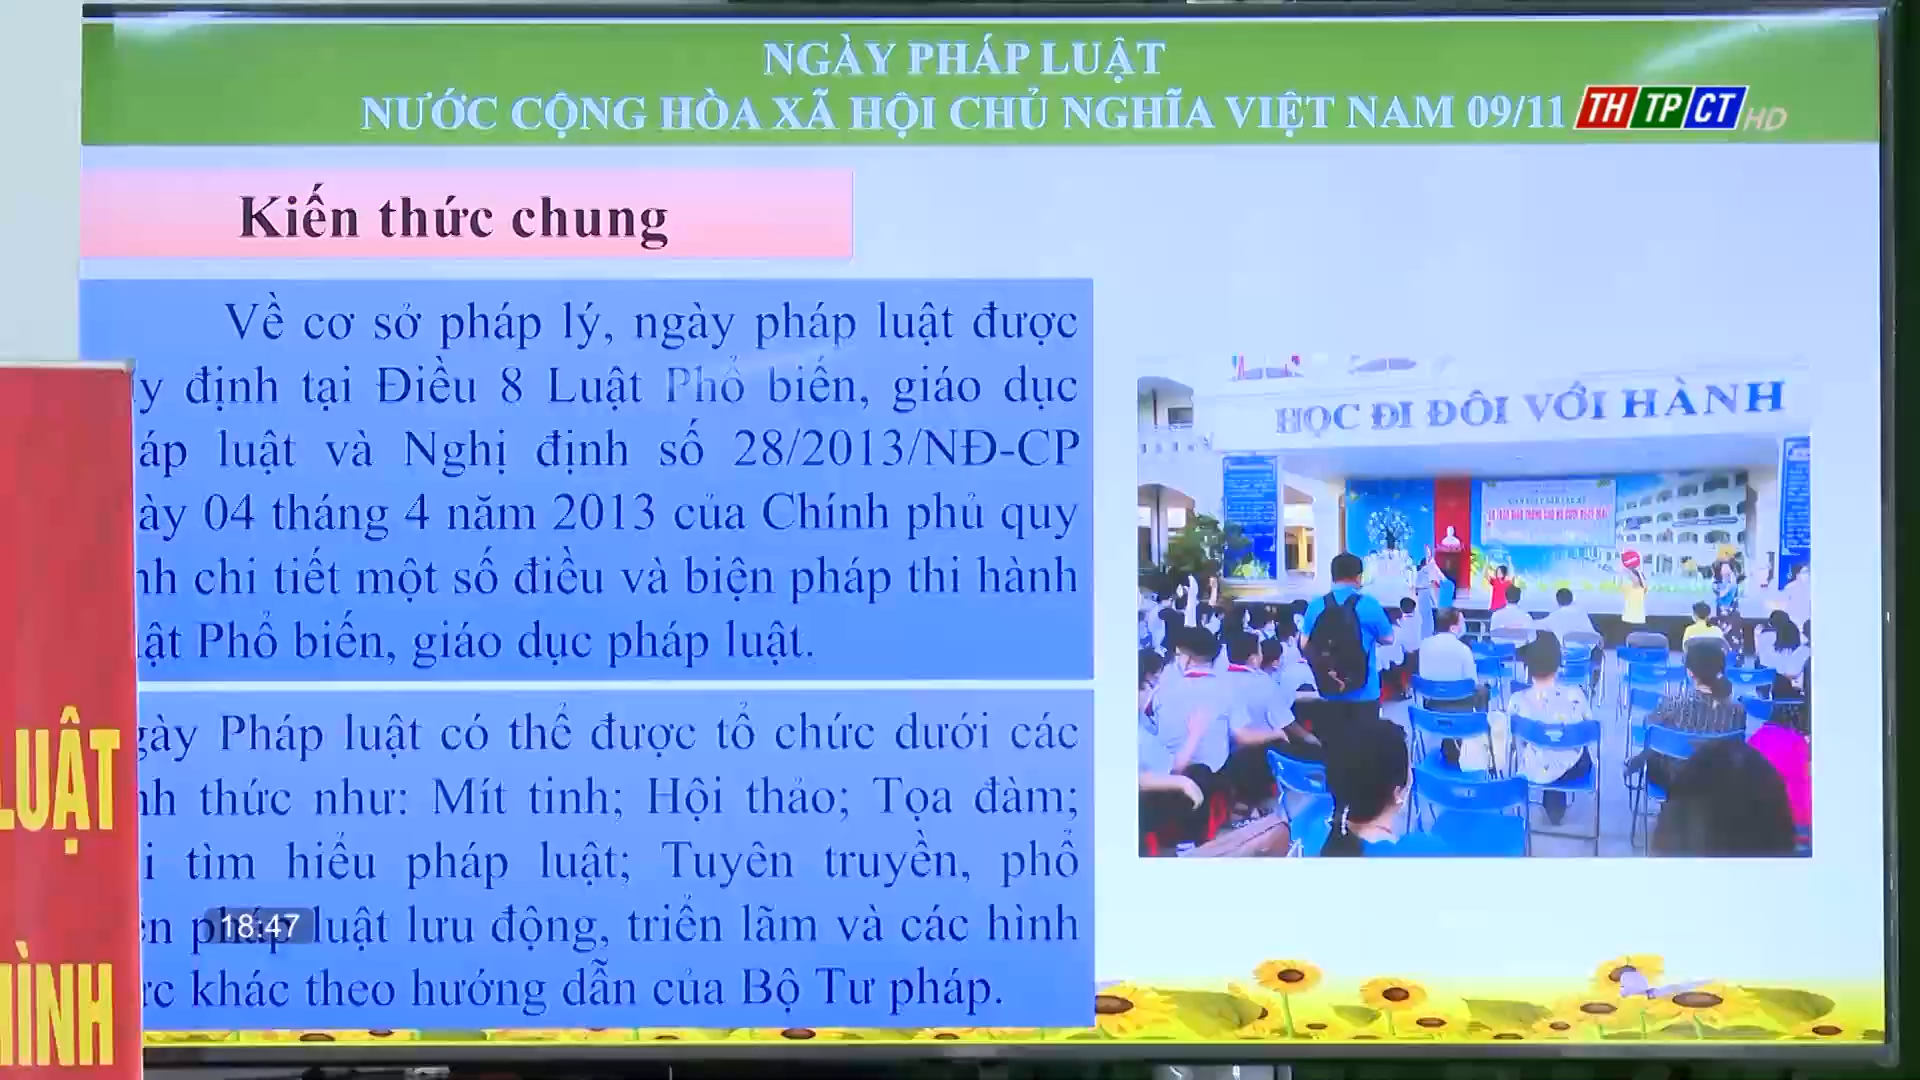 NGÀY PHÁP LUẬT
NƯỚC CỘNG HÒA XÃ HỘI CHỦ NGHĨA VIỆT NAM 09/11
THTPCT HD
Kiến thức chung
Về cơ sở pháp lý, ngày pháp luật được
y định tại Điều 8 Luật Phổ biến, giáo dục
áp luật và Nghị định số 28/2013/NĐ-CP
ày 04 tháng 4 năm 2013 của Chính phủ quy
nh chi tiết một số điều và biện pháp thi hành
ật Phổ biến, giáo dục pháp luật.
gày Pháp luật có thể được tổ chức dưới các
nh thức như: Mít tinh; Hội thảo; Tọa đàm;
i tìm hiểu pháp luật; Tuyên truyền, phổ
ến pháp luật lưu động, triển lãm và các hình
ức khác theo hướng dẫn của Bộ Tư pháp.
HỌC ĐI ĐÔI VỚI HÀNH
LUẬT
MÌNH
18:47